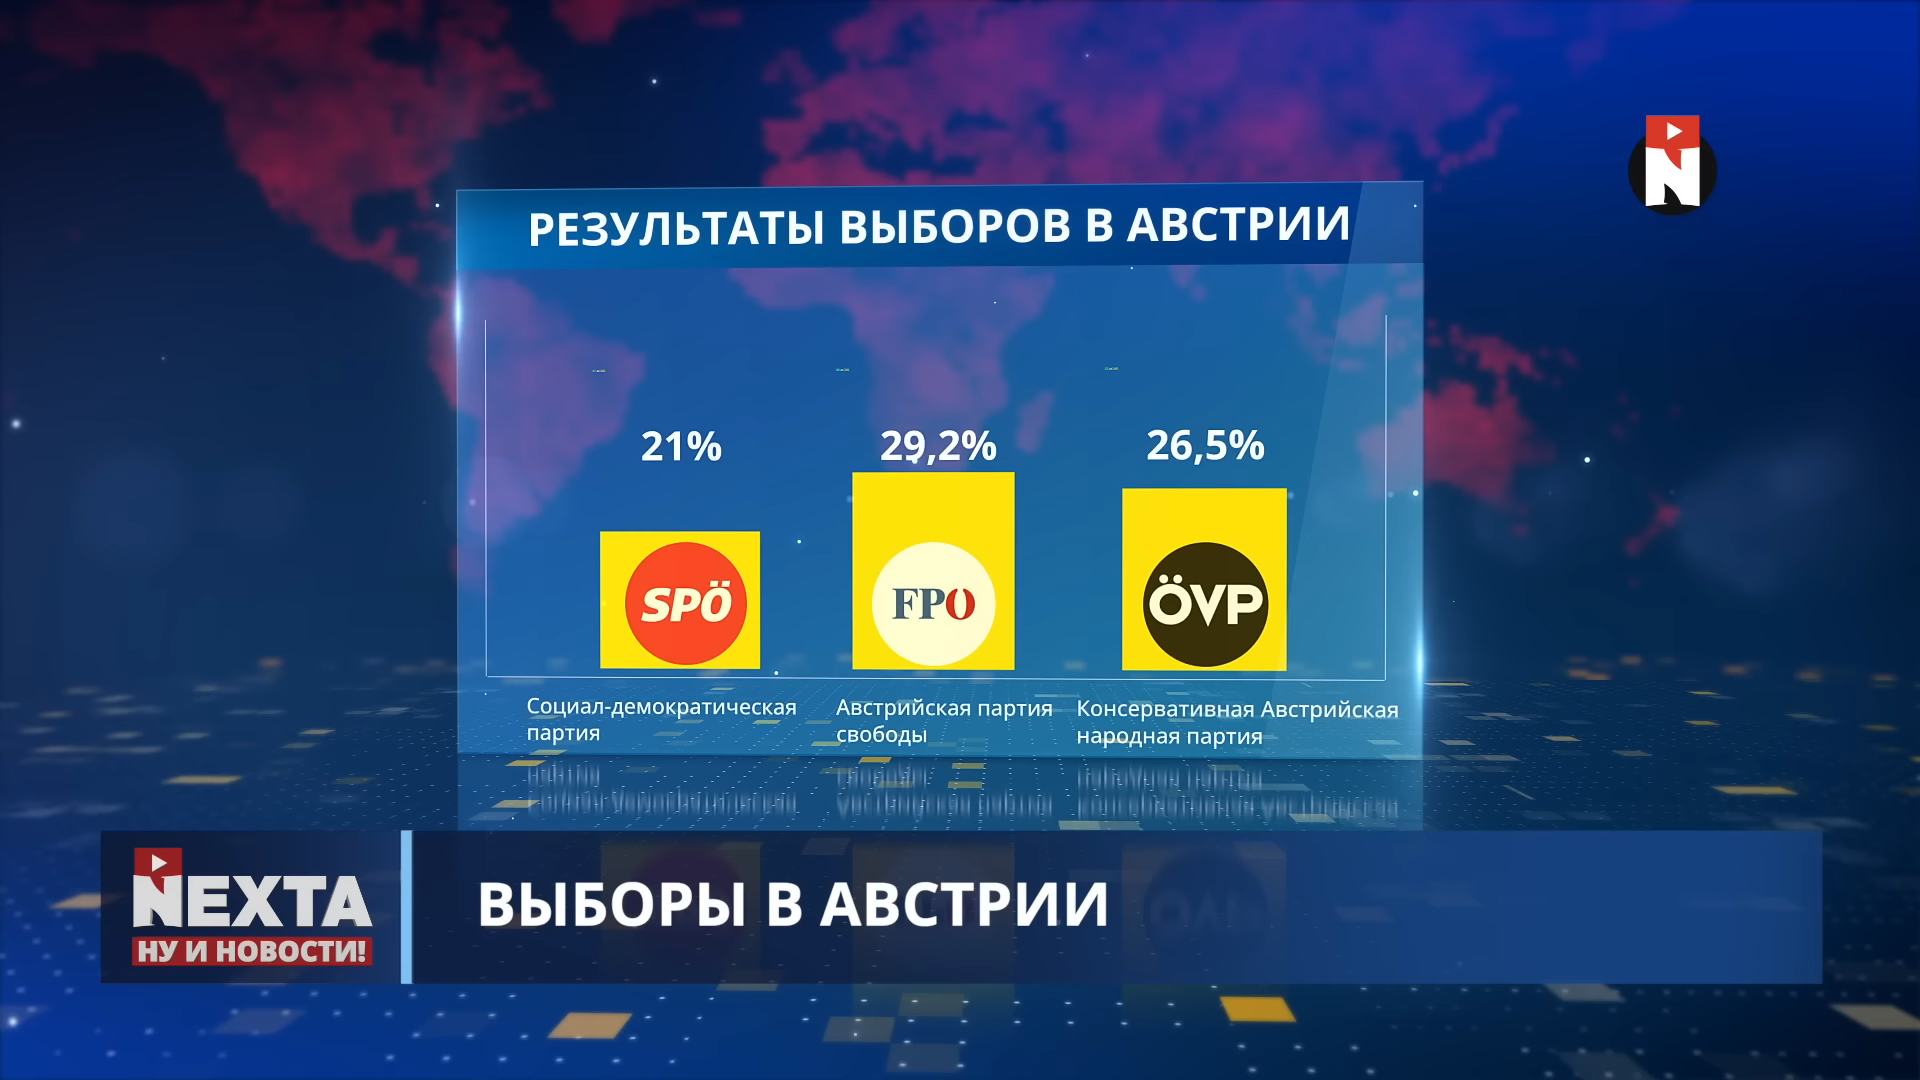 РЕЗУЛЬТАТЫ ВЫБОРОВ В АВСТРИИ
21%
29,2%
26,5%
SPÖ
FPÖ
ÖVP
Социал-демократическая
партия
Австрийская партия
свободы
Консервативная Австрийская
народная партия
NEXTA
НУ И НОВОСТИ!
ВЫБОРЫ В АВСТРИИ
N